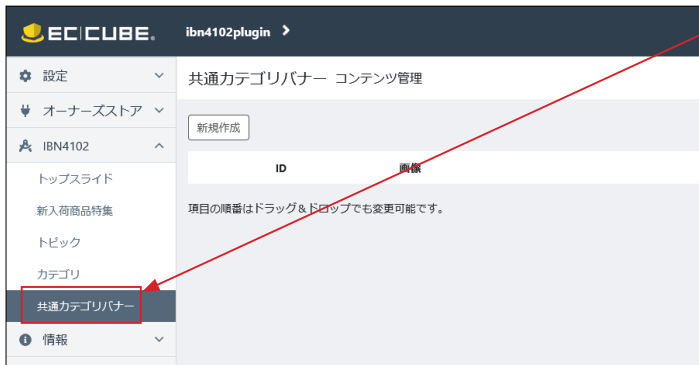 EC CUBE.
ibn4102plugin >
設定
共通カテゴリバナー コンテンツ管理
オーナーズストア
新規作成
IBN4102
ID 画像
トップスライド
新入荷商品特集
項目の順番はドラッグ&ドロップでも変更可能です。
トピック
カテゴリ
共通カテゴリバナー
情報